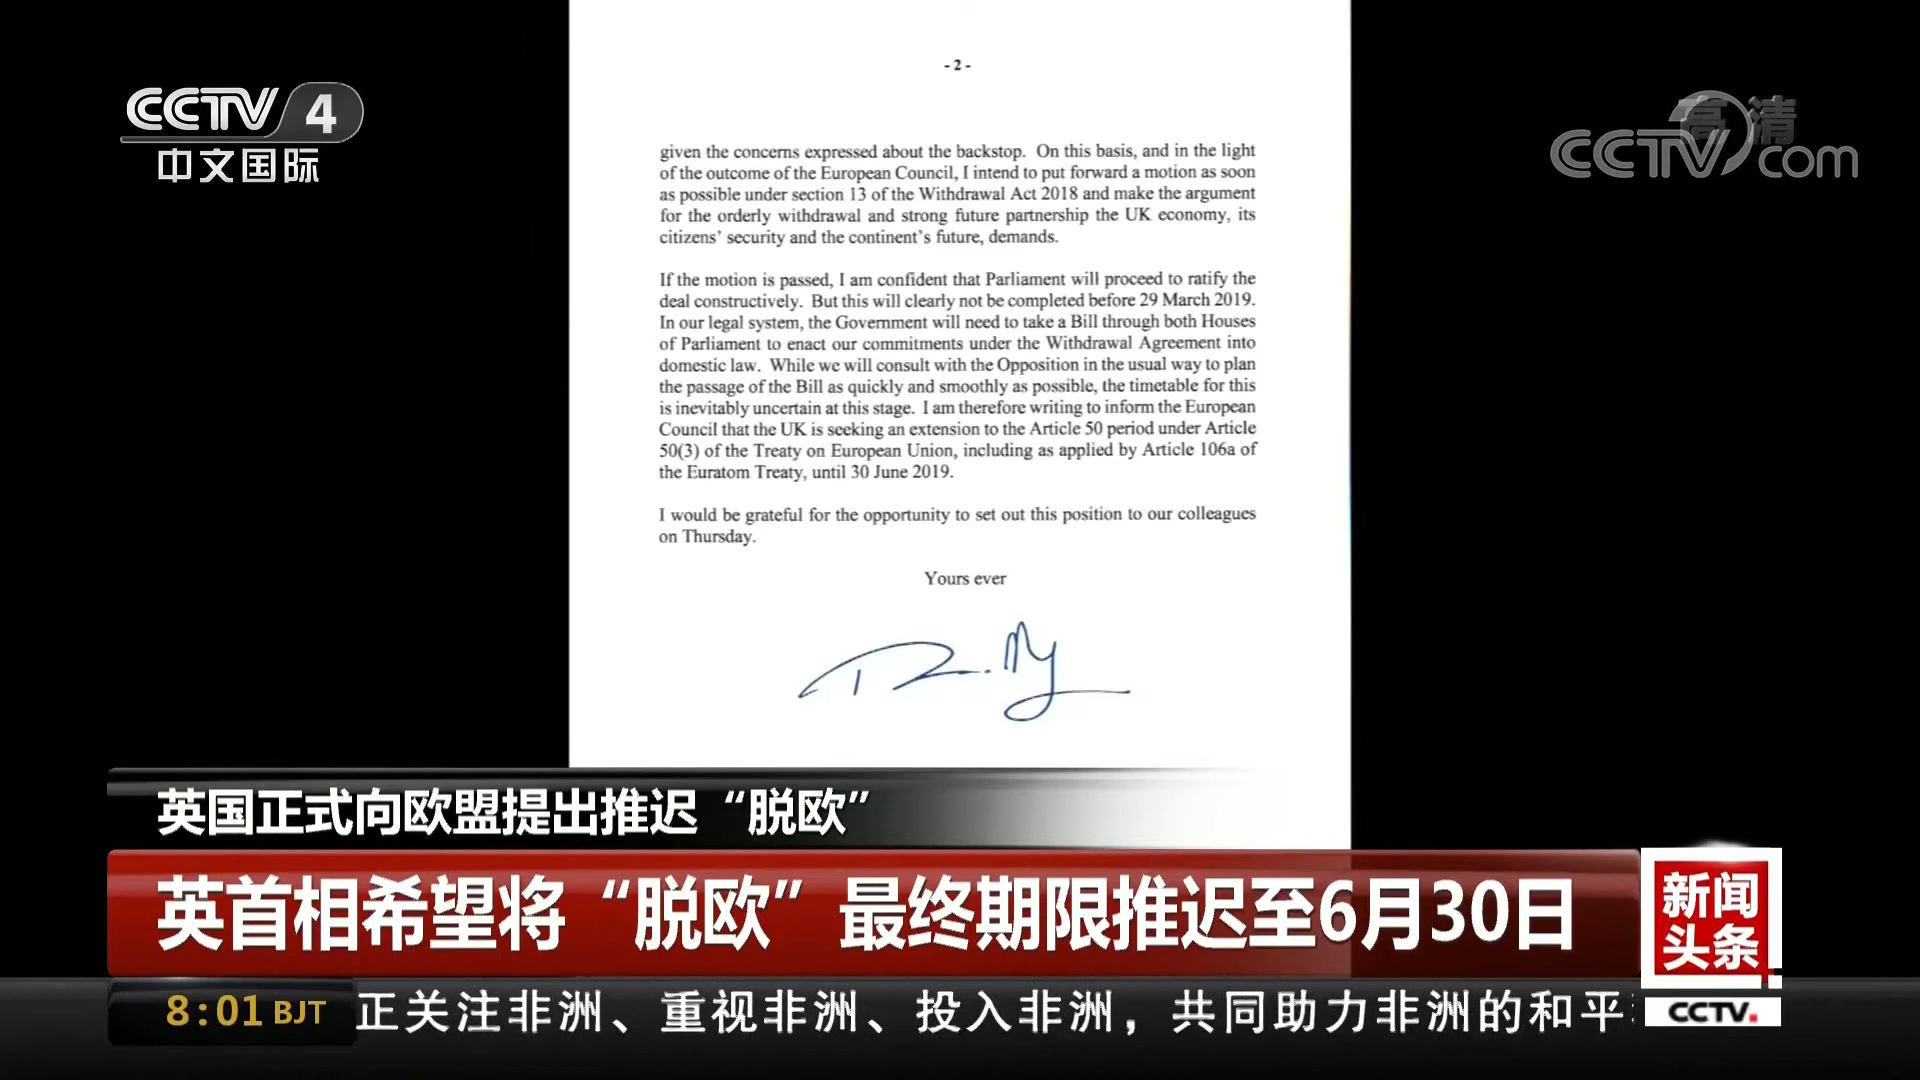 CCTV 4
中文国际
高清
CCTV.com
- 2 -
given the concerns expressed about the backstop. On this basis, and in the light
of the outcome of the European Council, I intend to put forward a motion as soon
as possible under section 13 of the Withdrawal Act 2018 and make the argument
for the orderly withdrawal and strong future partnership the UK economy, its
citizens' security and the continent's future, demands.
If the motion is passed, I am confident that Parliament will proceed to ratify the
deal constructively. But this will clearly not be completed before 29 March 2019.
In our legal system, the Government will need to take a Bill through both Houses
of Parliament to enact our commitments under the Withdrawal Agreement into
domestic law. While we will consult with the Opposition in the usual way to plan
the passage of the Bill as quickly and smoothly as possible, the timetable for this
is inevitably uncertain at this stage. I am therefore writing to inform the European
Council that the UK is seeking an extension to the Article 50 period under Article
50(3) of the Treaty on European Union, including as applied by Article 106a of
the Euratom Treaty, until 30 June 2019.
I would be grateful for the opportunity to set out this position to our colleagues
on Thursday.
Yours ever
英国正式向欧盟提出推迟“脱欧”
英首相希望将“脱欧”最终期限推迟至6月30日
新闻
头条
CCTV.
8:01 BJT
正关注非洲、重视非洲、投入非洲，共同助力非洲的和平